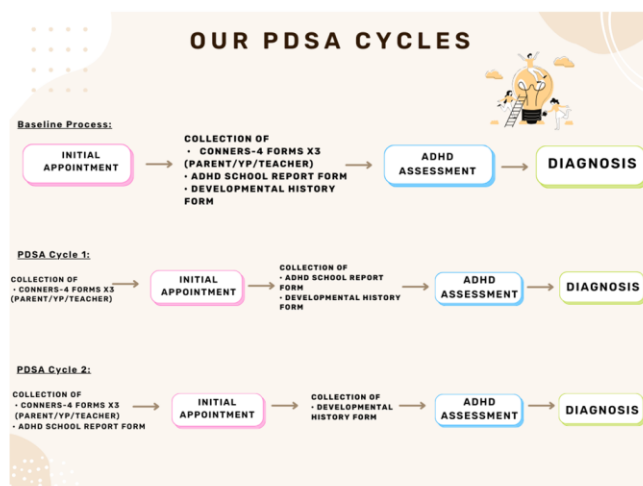 OUR PDSA CYCLES
Baseline Process:
INITIAL
APPOINTMENT
COLLECTION OF
• CONNERS-4 FORMS X3
(PARENT/YP/TEACHER)
• ADHD SCHOOL REPORT FORM
• DEVELOPMENTAL HISTORY
FORM
ADHD
ASSESSMENT
DIAGNOSIS
PDSA Cycle 1:
COLLECTION OF
• CONNERS-4 FORMS X3
(PARENT/YP/TEACHER)
INITIAL
APPOINTMENT
COLLECTION OF
• ADHD SCHOOL REPORT
FORM
• DEVELOPMENTAL HISTORY
FORM
ADHD
ASSESSMENT
DIAGNOSIS
PDSA Cycle 2:
COLLECTION OF
• CONNERS-4 FORMS X3
(PARENT/YP/TEACHER)
• ADHD SCHOOL REPORT FORM
INITIAL
APPOINTMENT
COLLECTION OF
• DEVELOPMENTAL
HISTORY FORM
ADHD
ASSESSMENT
DIAGNOSIS